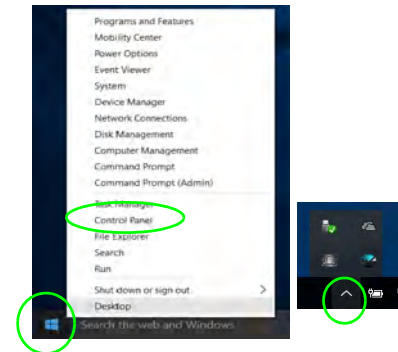 Programs and Features
Mobility Center
Power Options
Event Viewer
System
Device Manager
Network Connections
Disk Management
Computer Management
Command Prompt
Command Prompt (Admin)
Task Manager
Control Panel
File Explorer
Search
Run
Shut down or sign out
Desktop
Search the web and Windows